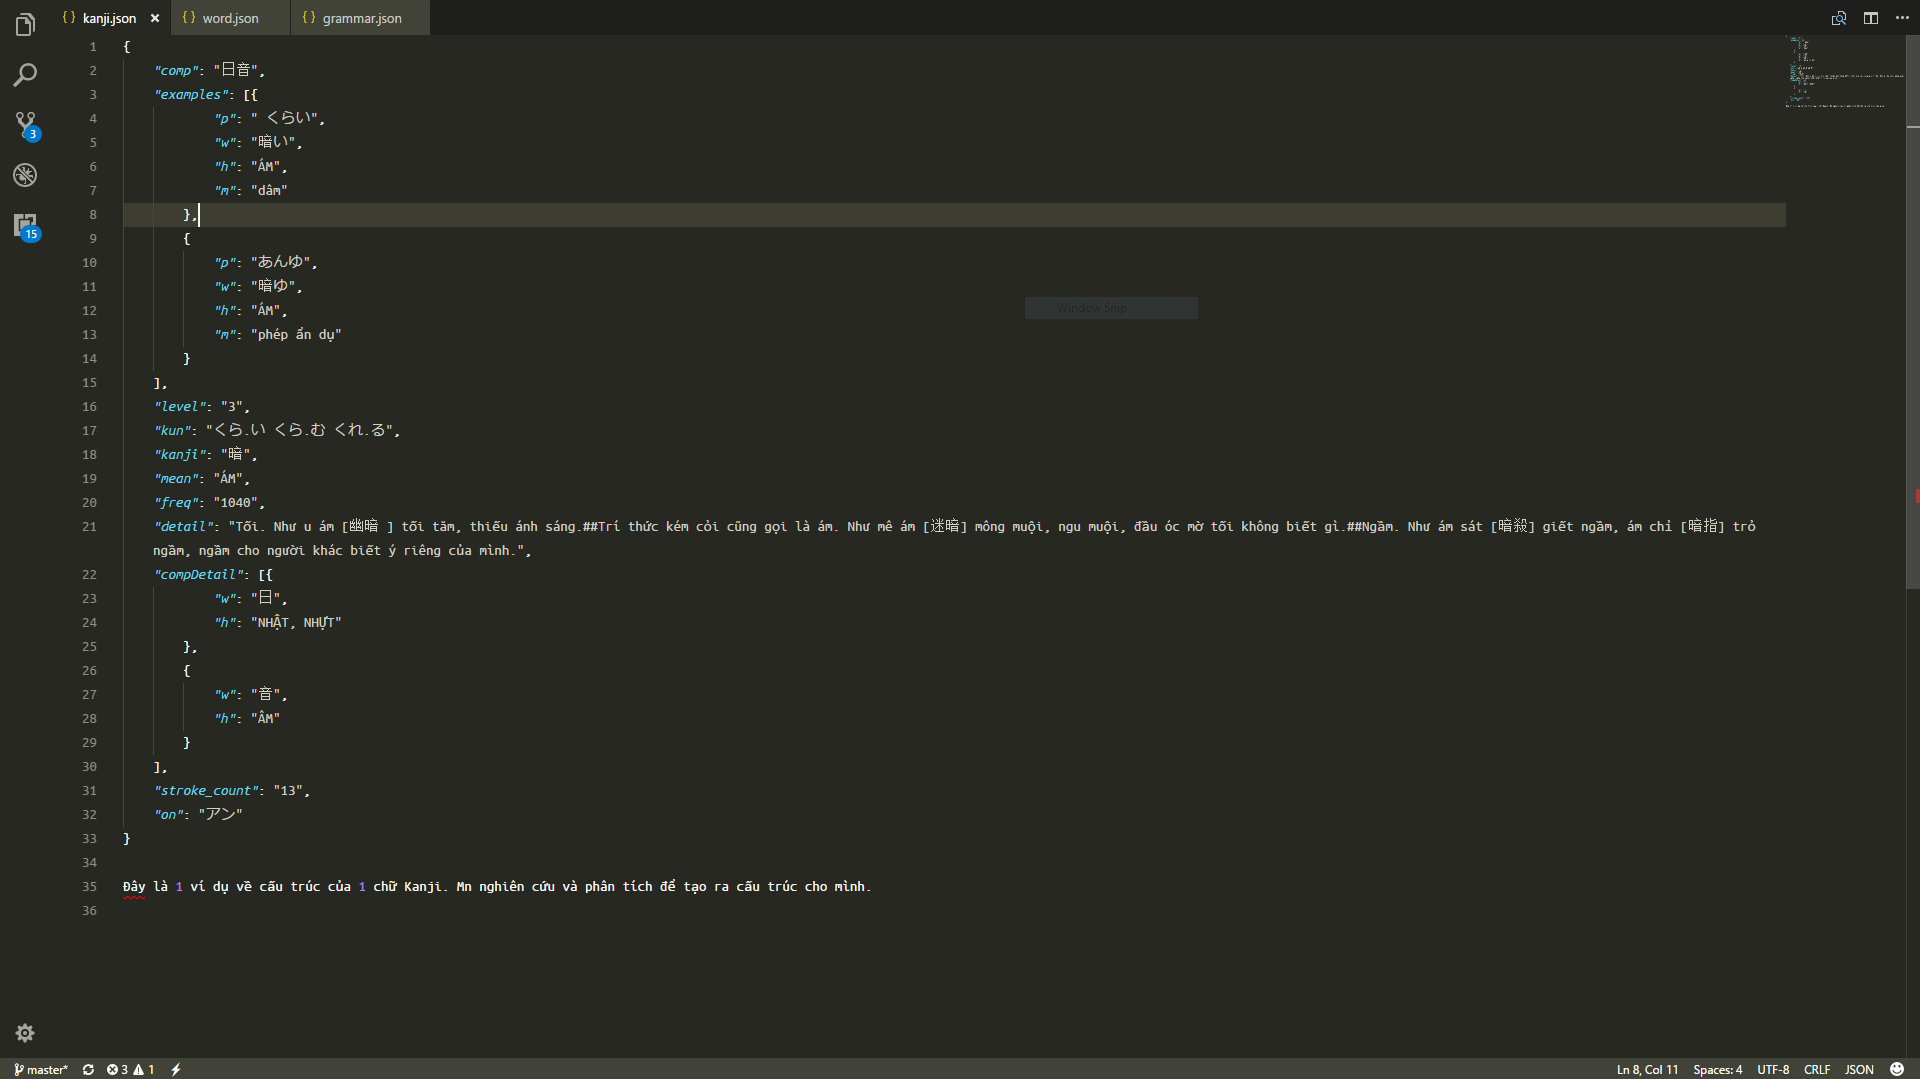 {} kanji.json ×
{} word.json
{} grammar.json
1 {
2 "comp": "日音",
3 "examples": [{
4 "p": " くらい",
5 "w": "暗い",
6 "h": "ÁM",
7 "m": "dâm"
8 },
9 {
10 "p": "あんゆ",
11 "w": "暗ゆ",
12 "h": "ÁM",
13 "m": "phép ẩn dụ"
14 }
15 ],
16 "level": "3",
17 "kun": "くら.い くら.む くれ.る",
18 "kanji": "暗",
19 "mean": "ÁM",
20 "freq": "1040",
21 "detail": "Tối. Như u ám [幽暗 ] tối tăm, thiếu ánh sáng.##Trí thức kém cỏi cũng gọi là ám. Như mê ám [迷暗] mông muội, ngu muội, đầu óc mờ tối không biết gì.##Ngầm. Như ám sát [暗殺] giết ngầm, ám chỉ [暗指] trỏ
ngầm, ngầm cho người khác biết ý riêng của mình.",
22 "compDetail": [{
23 "w": "日",
24 "h": "NHẬT, NHỰT"
25 },
26 {
27 "w": "音",
28 "h": "ÂM"
29 }
30 ],
31 "stroke_count": "13",
32 "on": "アン"
33 }
34
35 Đây là 1 ví dụ về cấu trúc của 1 chữ Kanji. Mn nghiên cứu và phân tích để tạo ra cấu trúc cho mình.
36
3
15
Window Snip
master* 3 1 Ln 8, Col 11 Spaces: 4 UTF-8 CRLF JSON